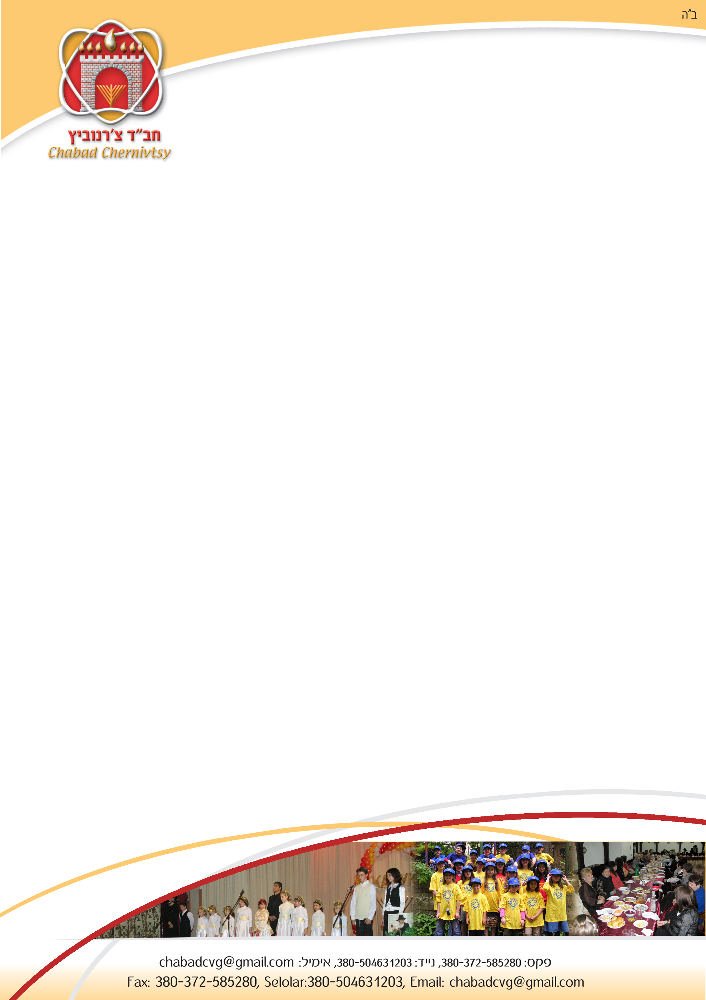 ב״ה
חב״ד צ׳רנוביץ
Chabad Chernivtsy
פקס: 380-372-585280, נייד: 380-504631203, אימיל: chabadcvg@gmail.com
Fax: 380-372-585280, Selolar:380-504631203, Email: chabadcvg@gmail.com